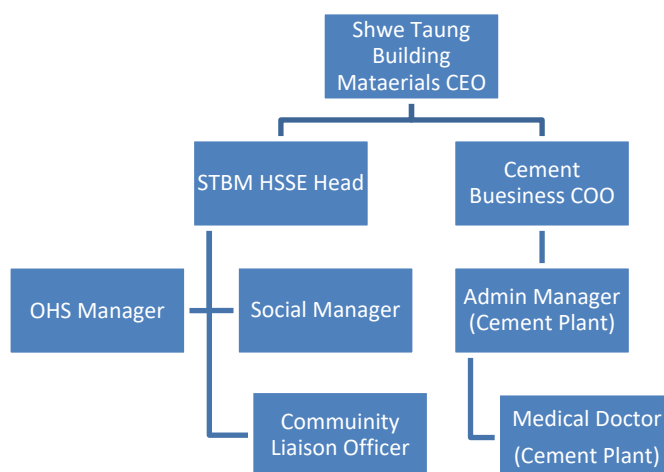 Shwe Taung
Building
Mataerials CEO
STBM HSSE Head
Cement
Buesiness COO
OHS Manager
Social Manager
Admin Manager
(Cement Plant)
Commuinity
Liaison Officer
Medical Doctor
(Cement Plant)